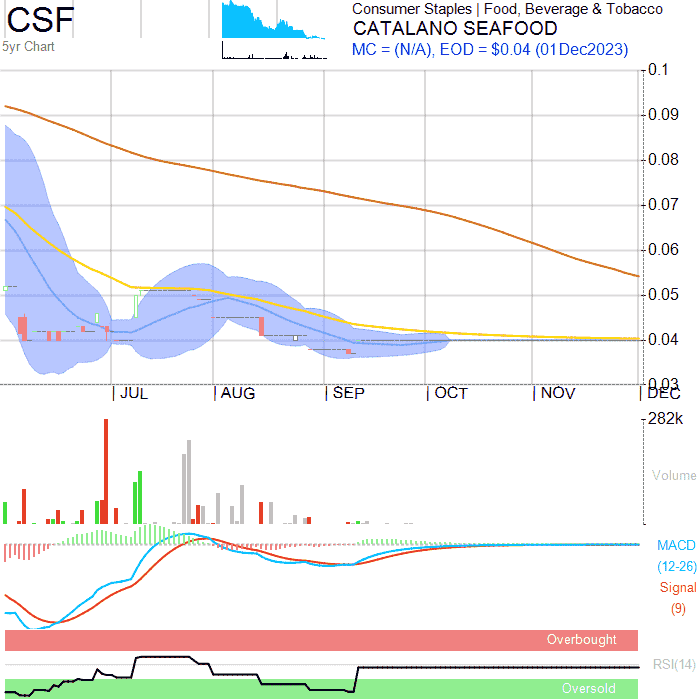 CSF
5yr Chart
Consumer Staples | Food, Beverage & Tobacco
CATALANO SEAFOOD
MC = (N/A), EOD = $0.04 (01Dec2023)
0.1
0.09
0.08
0.07
0.06
0.05
0.04
0.03
JUL
AUG
SEP
OCT
NOV
DEC
282k
Volume
MACD
(12-26)
Signal
(9)
Overbought
RSI(14)
Oversold